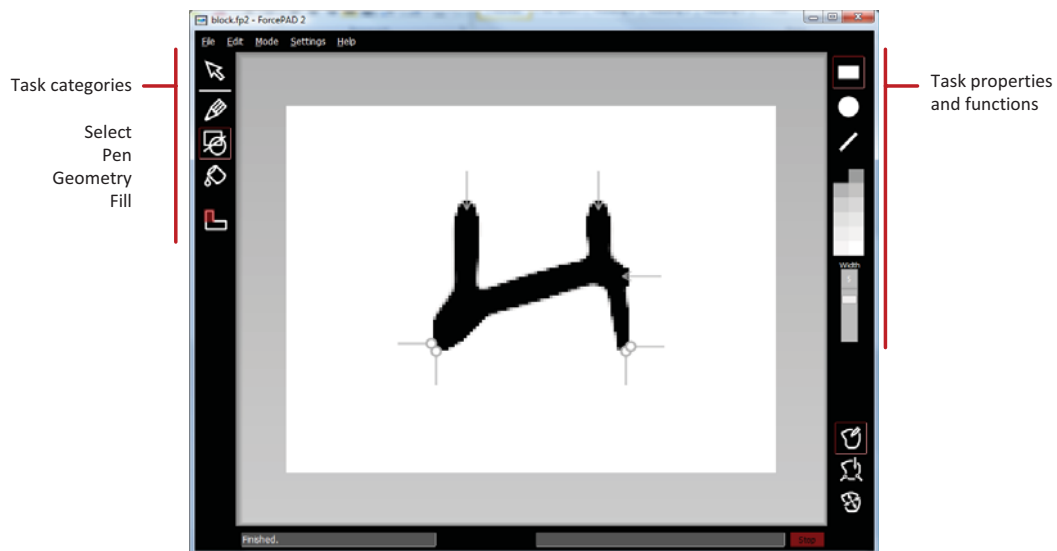 block.fp2 - ForcePAD 2
File Edit Mode Settings Help
Task categories
Select
Pen
Geometry
Fill
Task properties
and functions
Width
Finished.
Stop